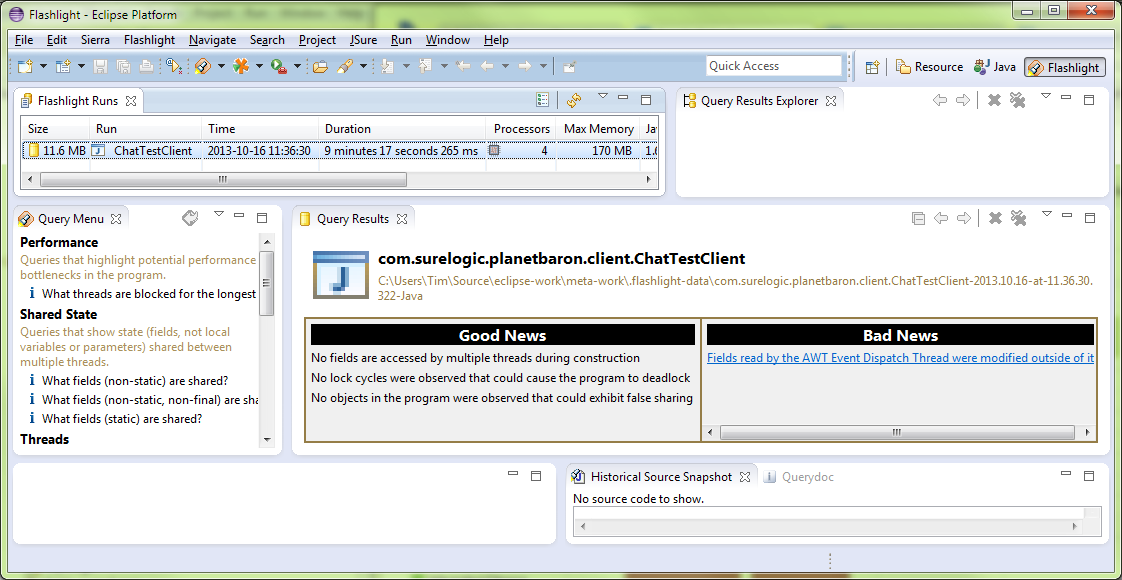 Flashlight - Eclipse Platform
File Edit Sierra Flashlight Navigate Search Project JSure Run Window Help
Quick Access
Resource
Java
Flashlight
Flashlight Runs
Size Run Time Duration Processors Max Memory
11.6 MB ChatTestClient 2013-10-16 11:36:30 9 minutes 17 seconds 265 ms 4 170 MB
Query Results Explorer
Query Menu
Performance
Queries that highlight potential performance
bottlenecks in the program.
What threads are blocked for the longest
Shared State
Queries that show state (fields, not local
variables or parameters) shared between
multiple threads.
What fields (non-static) are shared?
What fields (non-static, non-final) are sha
What fields (static) are shared?
Threads
Query Results
com.surelogic.planetbaron.client.ChatTestClient
C:\Users\Tim\Source\eclipse-work\meta-work\.flashlight-data\com.surelogic.planetbaron.client.ChatTestClient-2013.10.16-at-11.36.30.
322-Java
Good News
No fields are accessed by multiple threads during construction
No lock cycles were observed that could cause the program to deadlock
No objects in the program were observed that could exhibit false sharing
Bad News
Fields read by the AWT Event Dispatch Thread were modified outside of it
Historical Source Snapshot
Querydoc
No source code to show.